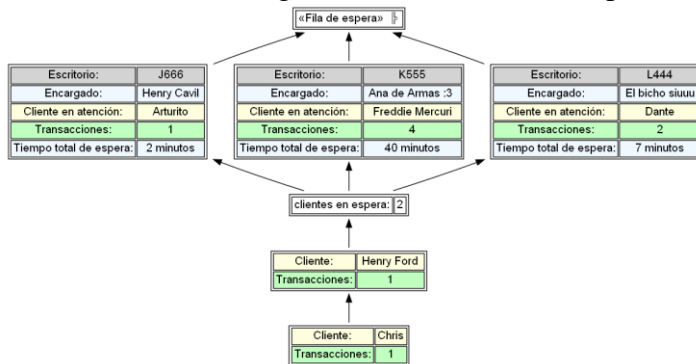 «Fila de espera» ╠
Escritorio: J666
Encargado: Henry Cavil
Cliente en atención: Arturito
Transacciones: 1
Tiempo total de espera: 2 minutos
Escritorio: K555
Encargado: Ana de Armas :3
Cliente en atención: Freddie Mercuri
Transacciones: 4
Tiempo total de espera: 40 minutos
Escritorio: L444
Encargado: El bicho siuuu
Cliente en atención: Dante
Transacciones: 2
Tiempo total de espera: 7 minutos
clientes en espera: 2
Cliente: Henry Ford
Transacciones: 1
Cliente: Chris
Transacciones: 1